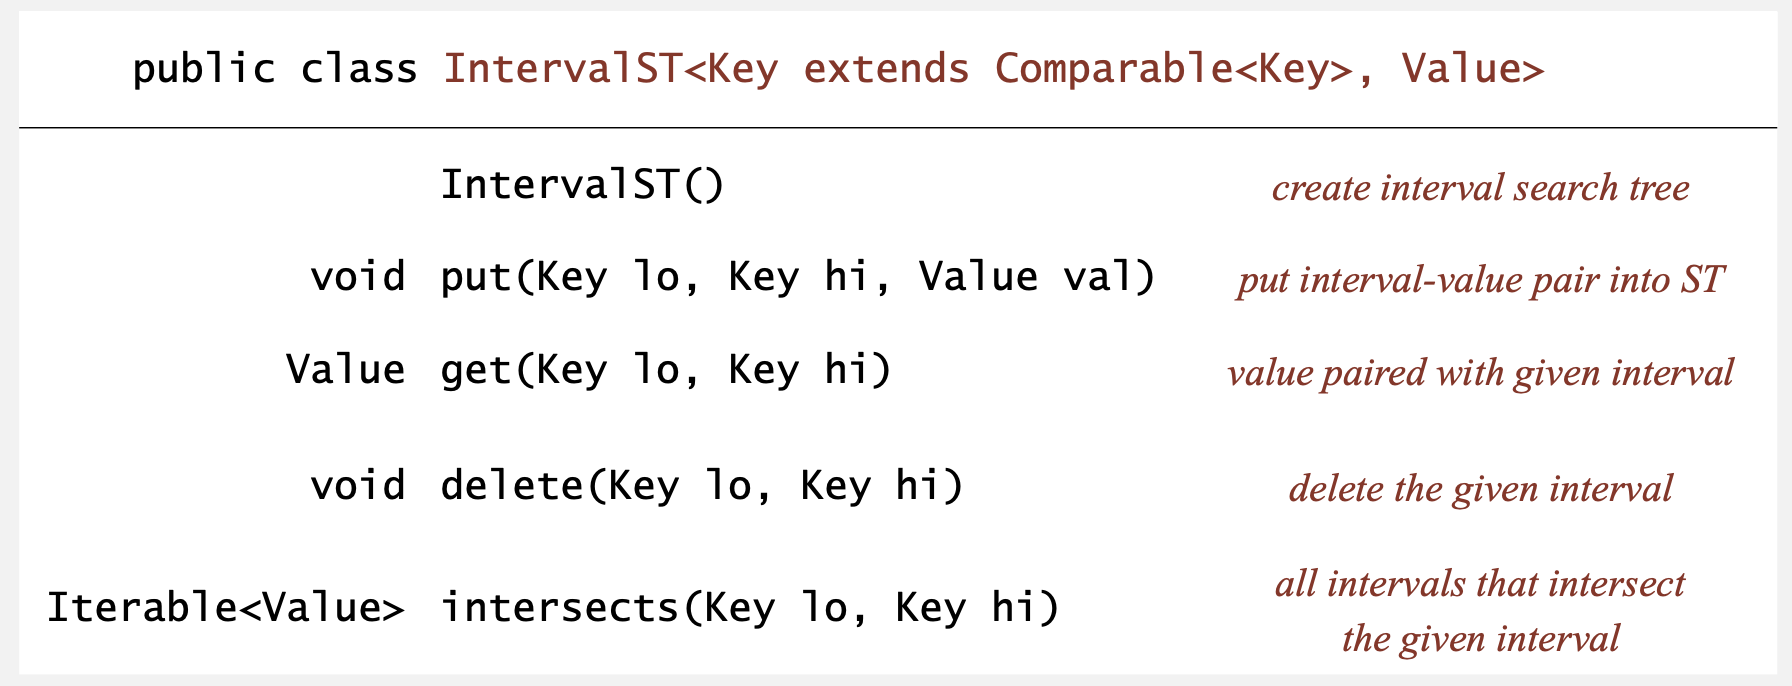 public class IntervalST<Key extends Comparable<Key>, Value>
IntervalST() create interval search tree
void put(Key lo, Key hi, Value val) put interval-value pair into ST
Value get(Key lo, Key hi) value paired with given interval
void delete(Key lo, Key hi) delete the given interval
Iterable<Value> intersects(Key lo, Key hi) all intervals that intersect
the given interval